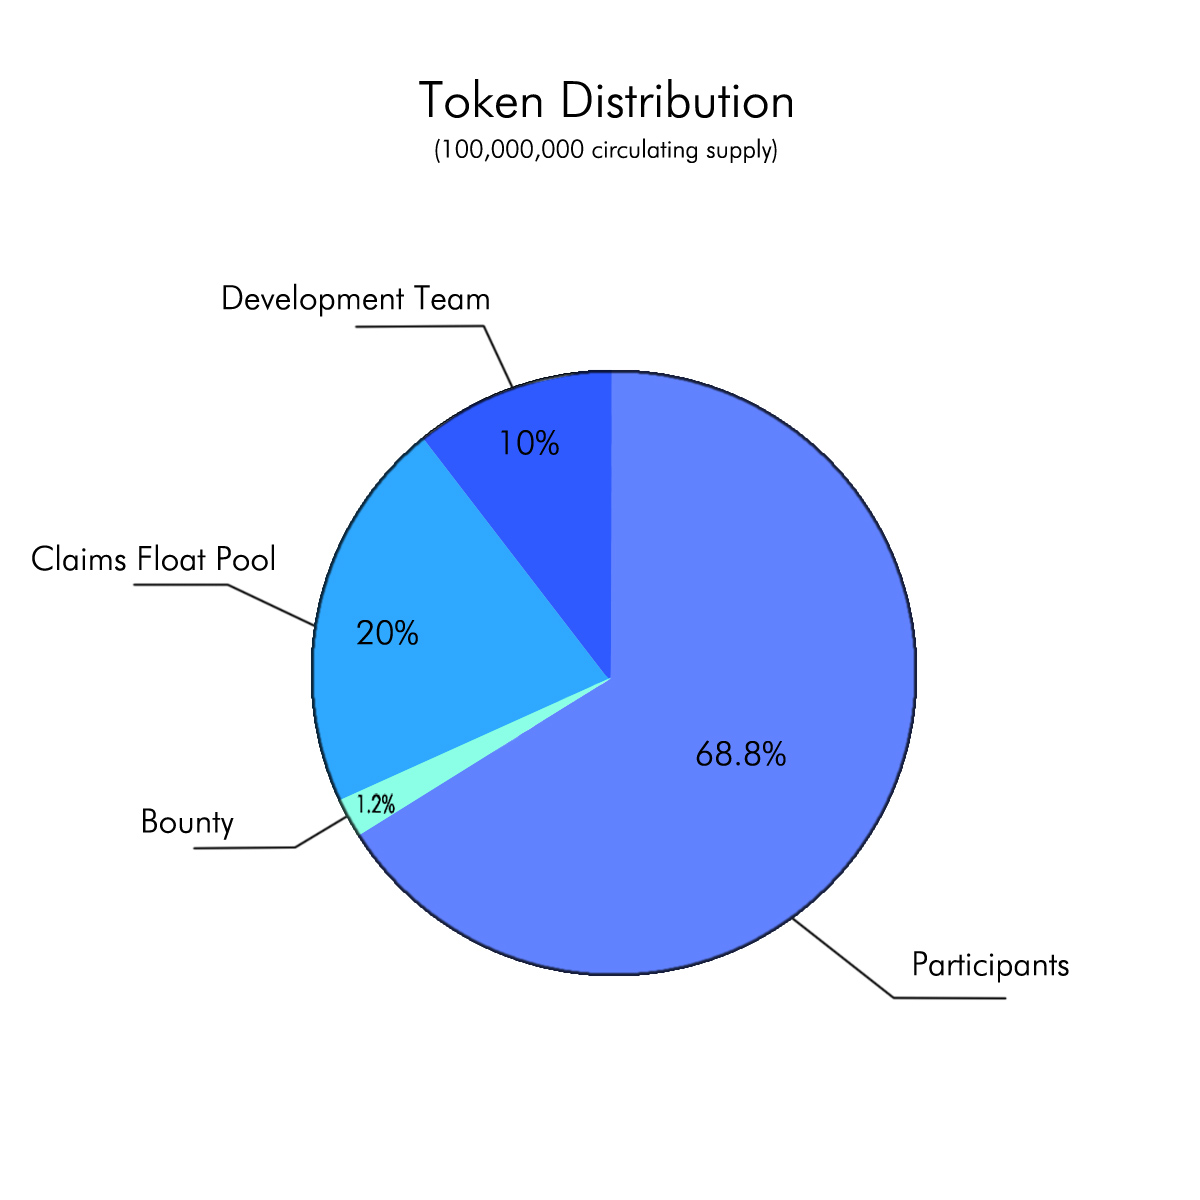 Token Distribution
(100,000,000 circulating supply)
Development Team
10%
Claims Float Pool
20%
68.8%
1.2%
Bounty
Participants